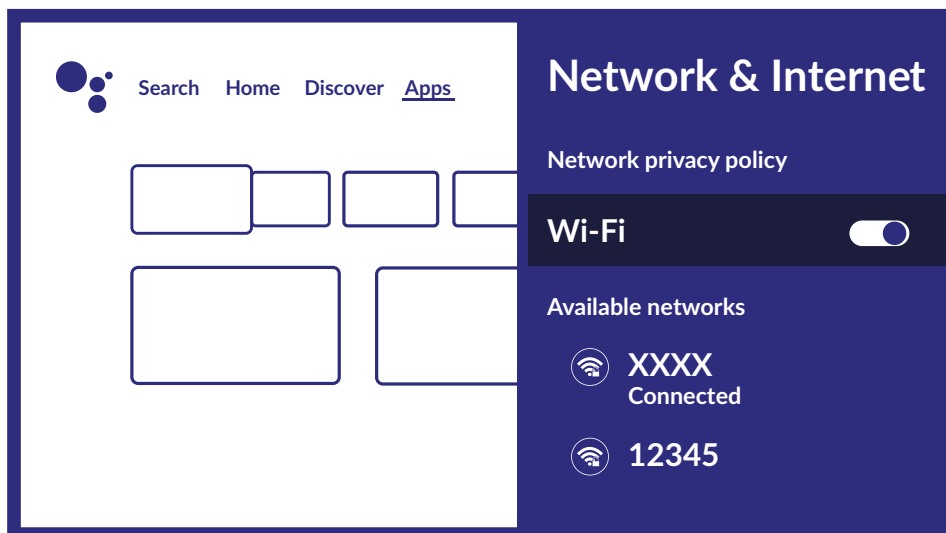 Search Home Discover Apps
Network & Internet
Network privacy policy
Wi-Fi
Available networks
XXXX
Connected
12345